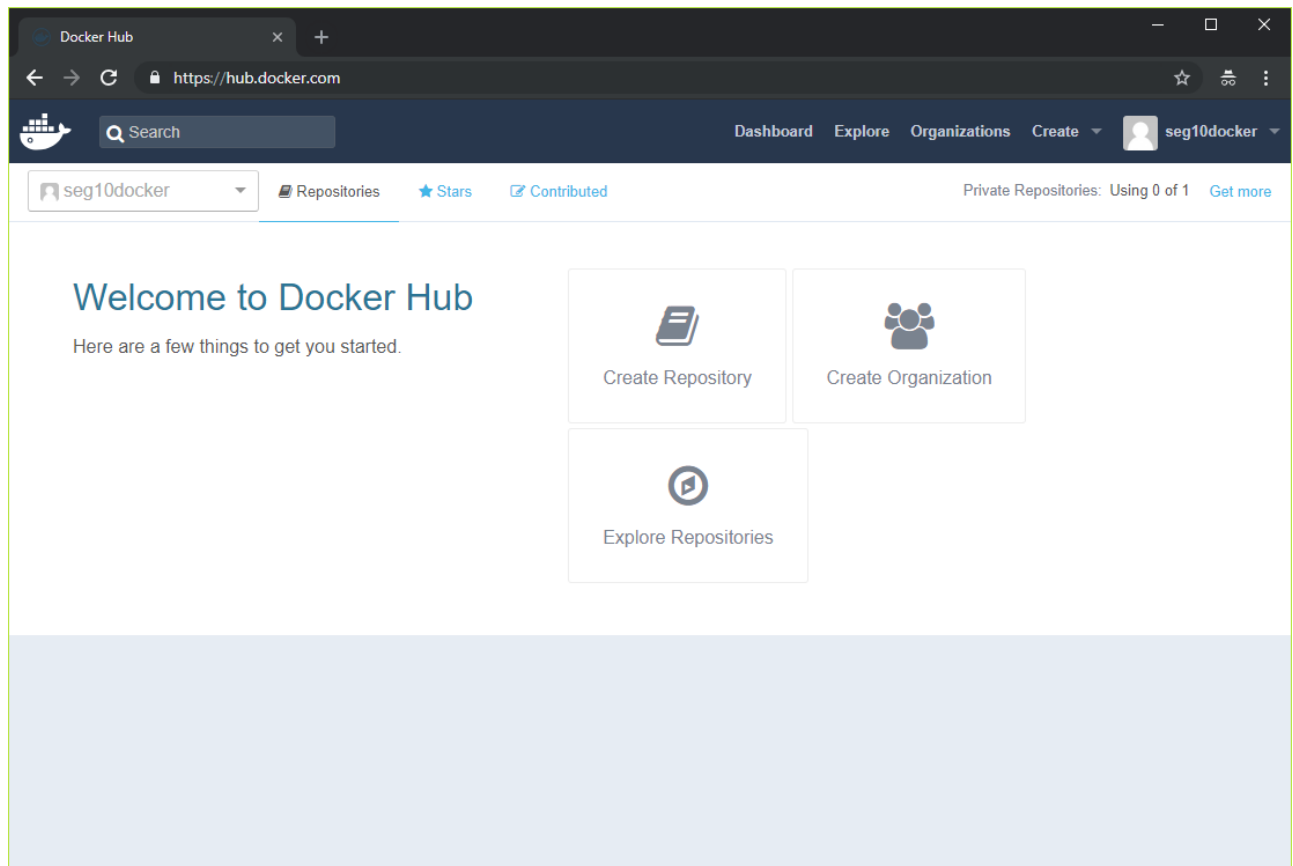 Docker Hub
https://hub.docker.com
Search
Dashboard Explore Organizations Create seg10docker
seg10docker Repositories Stars Contributed Private Repositories: Using 0 of 1 Get more
Welcome to Docker Hub
Here are a few things to get you started.
Create Repository Create Organization
Explore Repositories